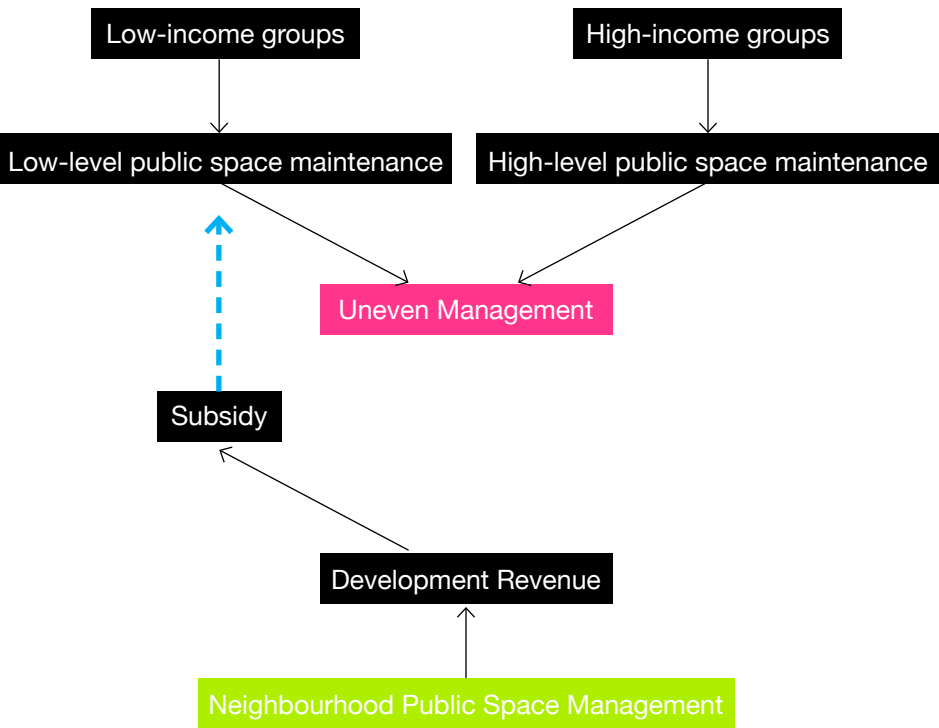 Low-income groups
High-income groups
Low-level public space maintenance
High-level public space maintenance
Uneven Management
Subsidy
Development Revenue
Neighbourhood Public Space Management